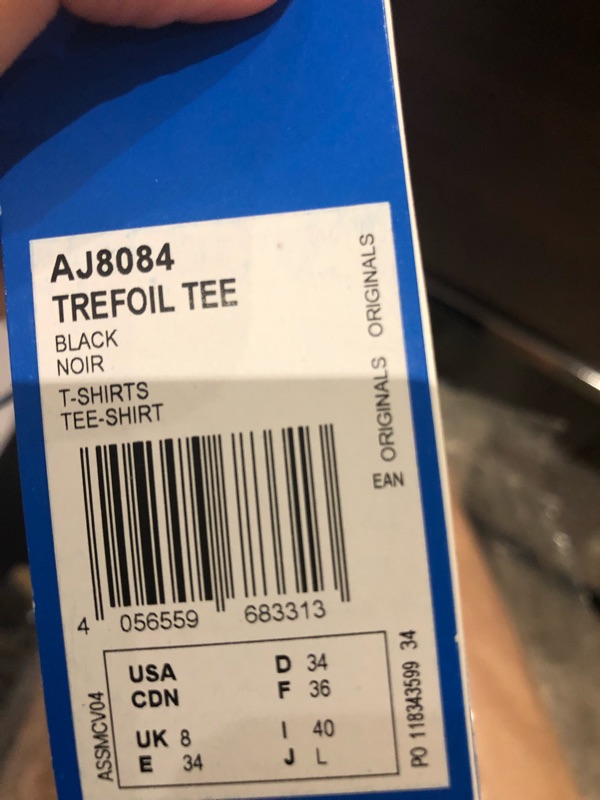 AJ8084
TREFOIL TEE
BLACK
NOIR
T-SHIRTS
TEE-SHIRT
ORIGINALS ORIGINALS
EAN
4 056559 683313
USA
CDN
UK 8
E 34
D 34
F 36
I 40
J L
ASSMCV04
PO 118343599 34